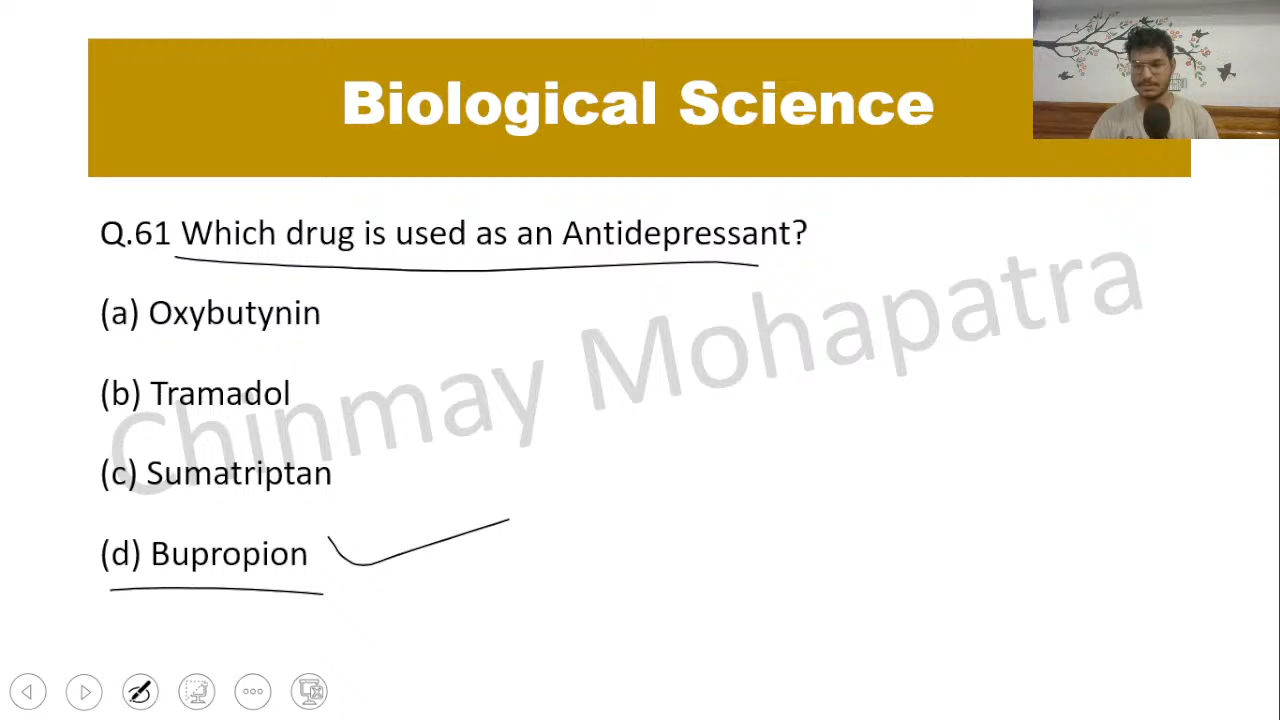 Biological Science
Q.61 Which drug is used as an Antidepressant?
(a) Oxybutynin
(b) Tramadol
(c) Sumatriptan
(d) Bupropion
Chinmay Mohapatra